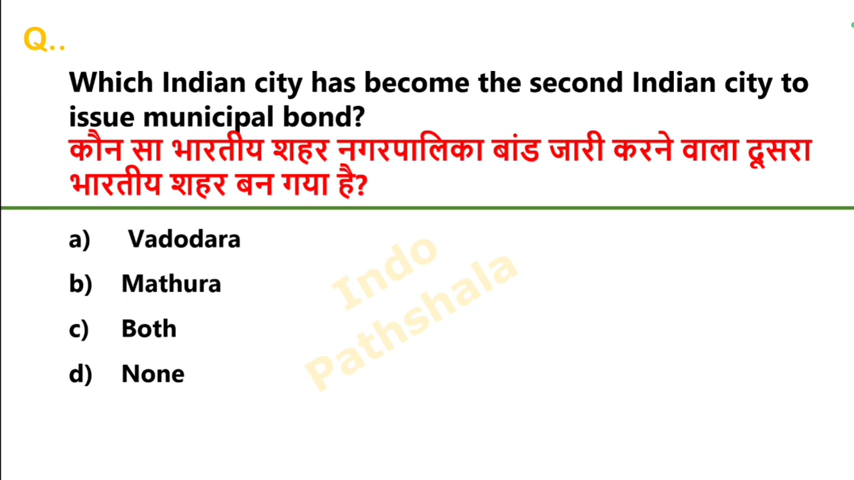 Q..
Which Indian city has become the second Indian city to
issue municipal bond?
कौन सा भारतीय शहर नगरपालिका बांड जारी करने वाला दूसरा
भारतीय शहर बन गया है?
a) Vadodara
b) Mathura
c) Both
d) None
Indo
Pathshala